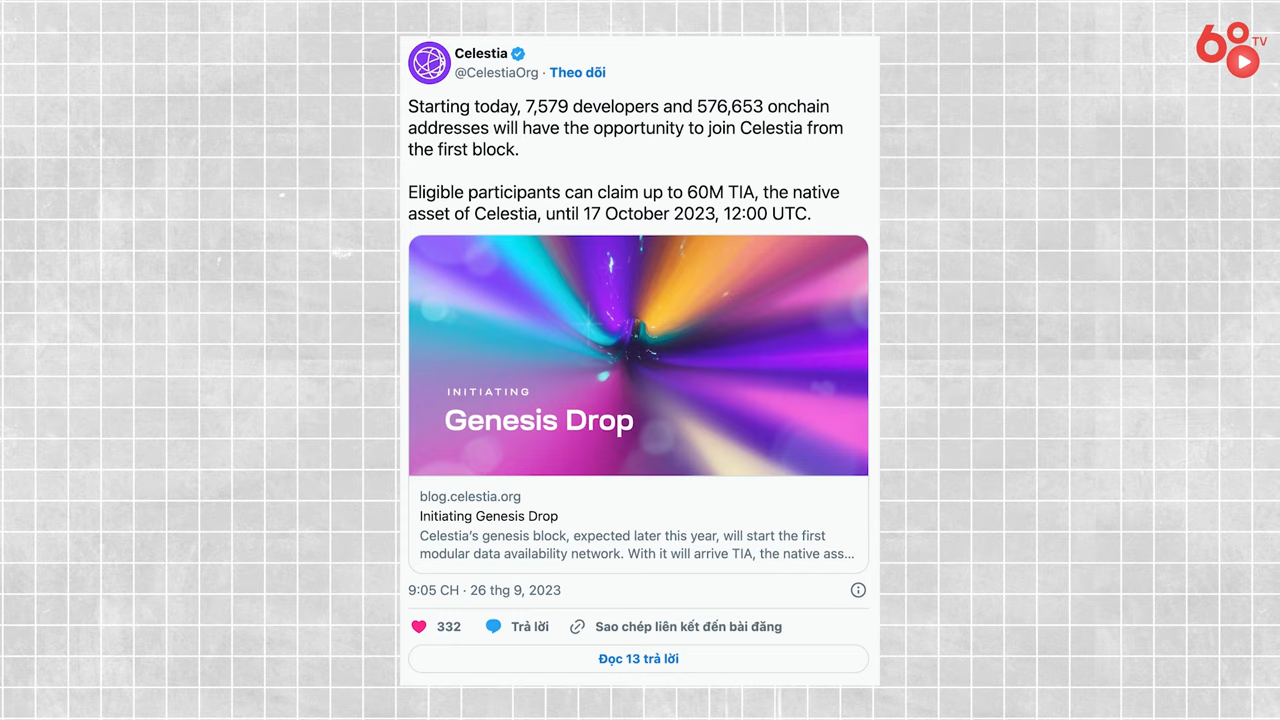 68 TV
Celestia
@CelestiaOrg · Theo dõi
Starting today, 7,579 developers and 576,653 onchain
addresses will have the opportunity to join Celestia from
the first block.
Eligible participants can claim up to 60M TIA, the native
asset of Celestia, until 17 October 2023, 12:00 UTC.
INITIATING
Genesis Drop
blog.celestia.org
Initiating Genesis Drop
Celestia's genesis block, expected later this year, will start the first
modular data availability network. With it will arrive TIA, the native ass...
9:05 CH · 26 thg 9, 2023
332 Trả lời Sao chép liên kết đến bài đăng
Đọc 13 trả lời